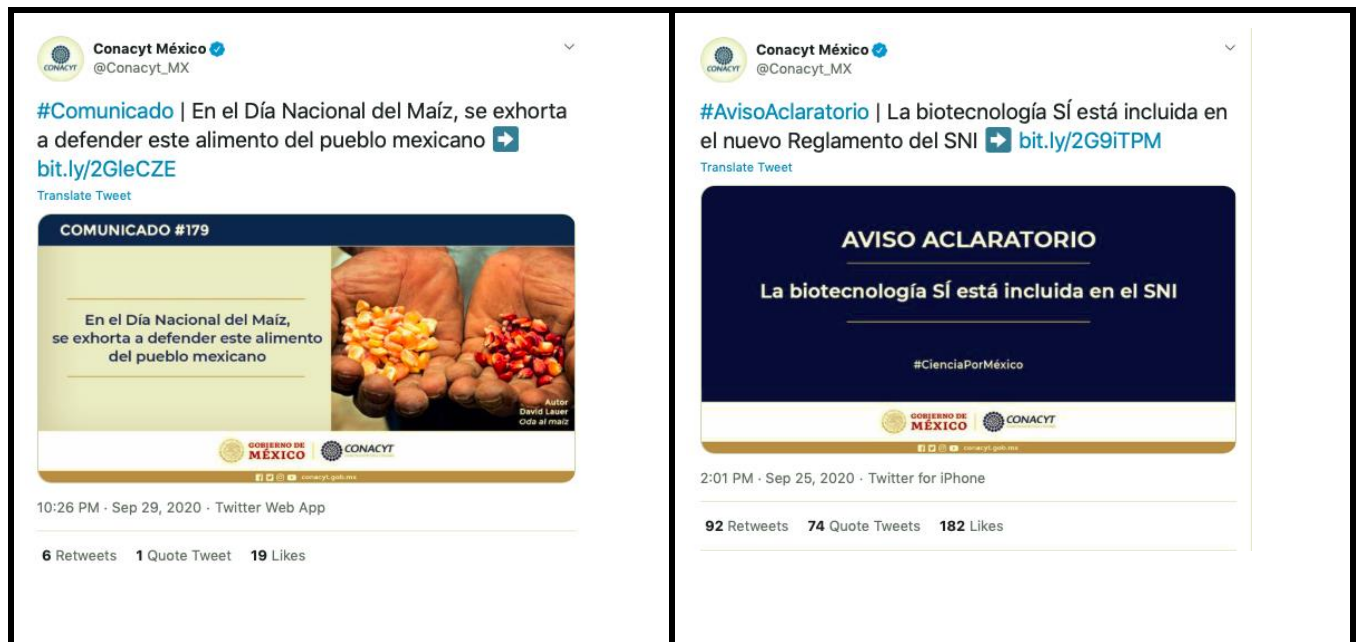 Conacyt México
@Conacyt_MX
#Comunicado | En el Día Nacional del Maíz, se exhorta
a defender este alimento del pueblo mexicano ➡
bit.ly/2GleCZE
Translate Tweet
COMUNICADO #179
En el Día Nacional del Maíz,
se exhorta a defender este alimento
del pueblo mexicano
Autor
David Lauer
Oda al maíz
GOBIERNO DE
MÉXICO
CONACYT
conacyt.gob.mx
10:26 PM · Sep 29, 2020 · Twitter Web App
6 Retweets 1 Quote Tweet 19 Likes
Conacyt México
@Conacyt_MX
#AvisoAclaratorio | La biotecnología SÍ está incluida en
el nuevo Reglamento del SNI ➡ bit.ly/2G9iTPM
Translate Tweet
AVISO ACLARATORIO
La biotecnología SÍ está incluida en el SNI
#CienciaPorMéxico
GOBIERNO DE
MÉXICO
CONACYT
conacyt.gob.mx
2:01 PM · Sep 25, 2020 · Twitter for iPhone
92 Retweets 74 Quote Tweets 182 Likes